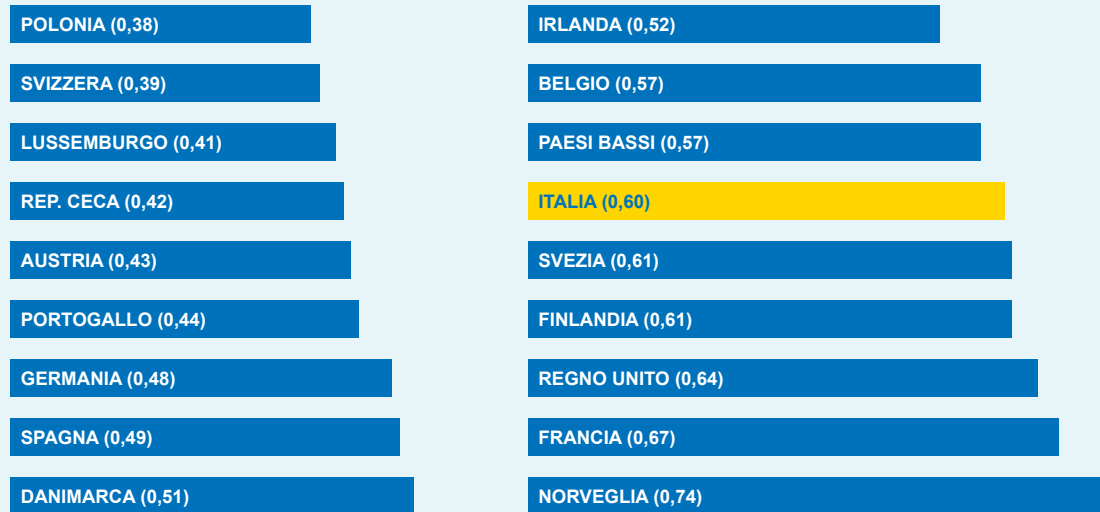 POLONIA (0,38)
SVIZZERA (0,39)
LUSSEMBURGO (0,41)
REP. CECA (0,42)
AUSTRIA (0,43)
PORTOGALLO (0,44)
GERMANIA (0,48)
SPAGNA (0,49)
DANIMARCA (0,51)
IRLANDA (0,52)
BELGIO (0,57)
PAESI BASSI (0,57)
ITALIA (0,60)
SVEZIA (0,61)
FINLANDIA (0,61)
REGNO UNITO (0,64)
FRANCIA (0,67)
NORVEGLIA (0,74)